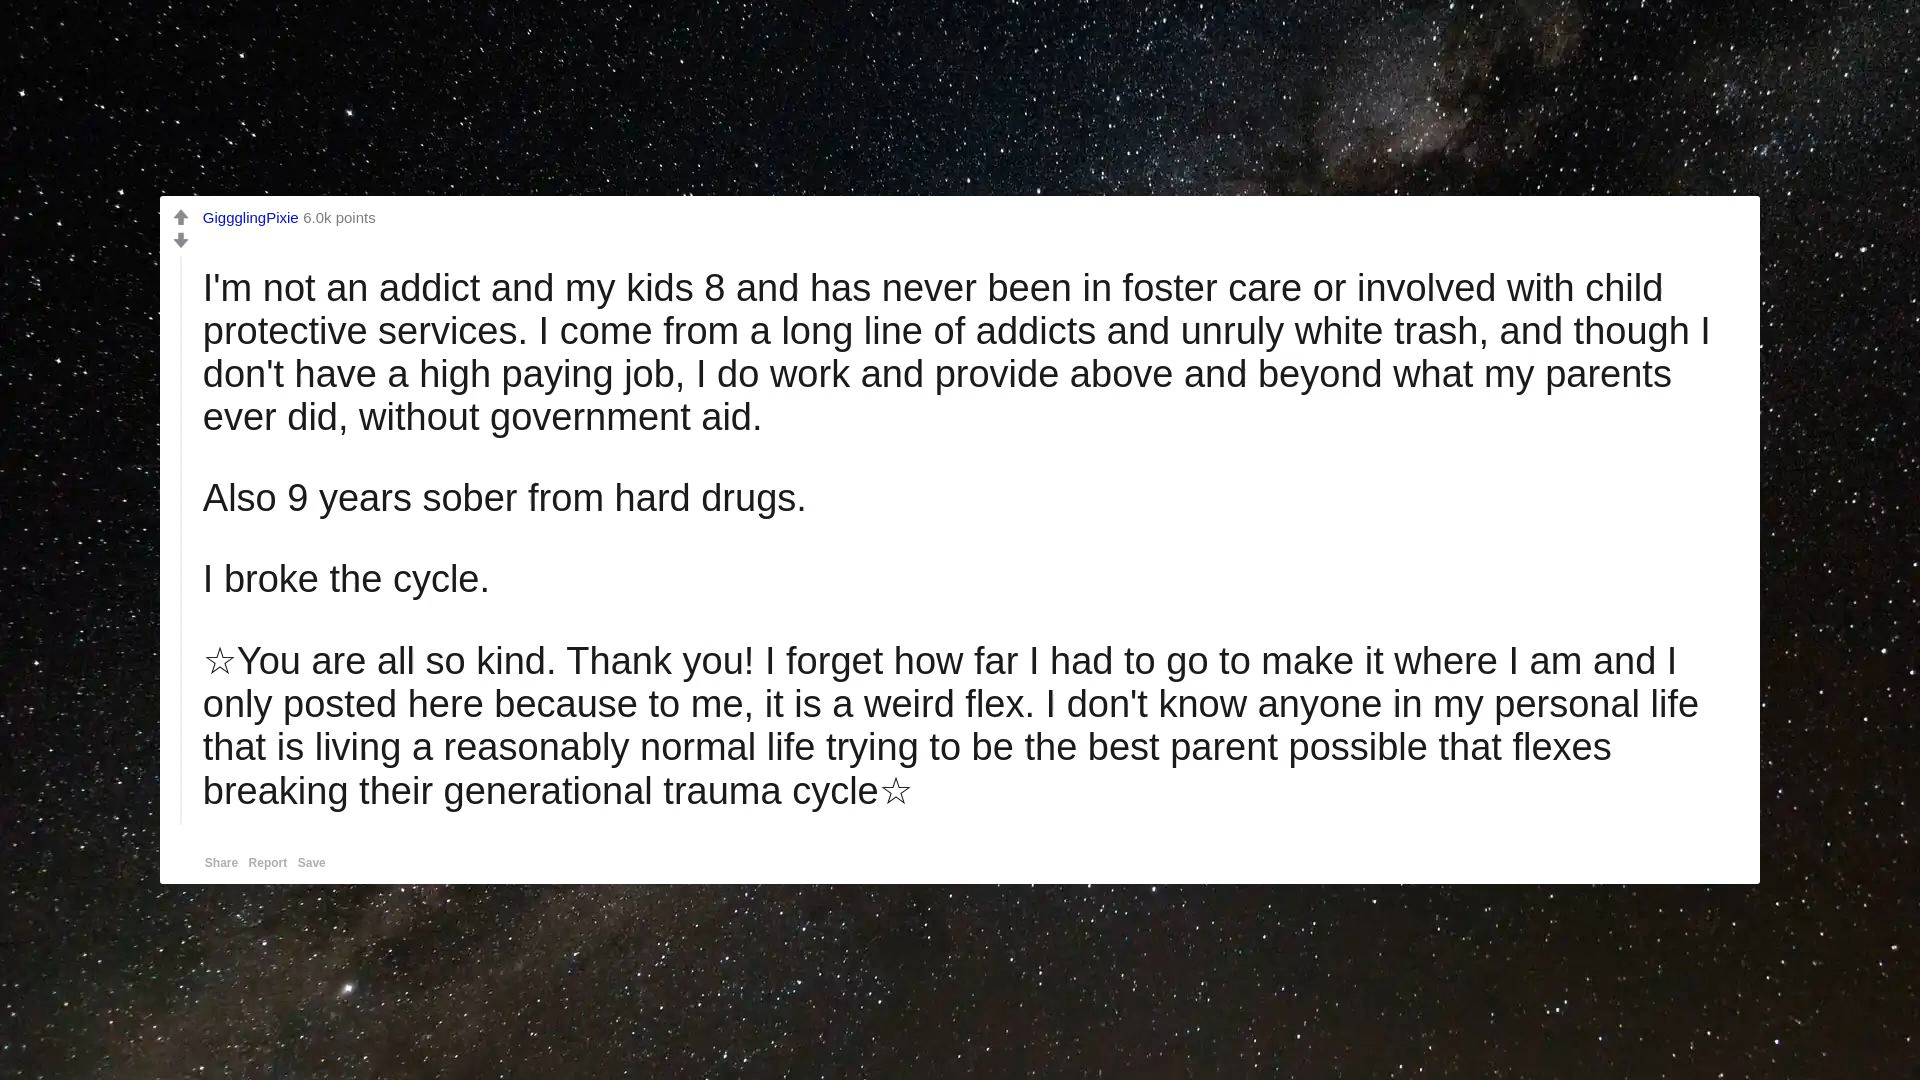 GiggglingPixie 6.0k points
I'm not an addict and my kids 8 and has never been in foster care or involved with child
protective services. I come from a long line of addicts and unruly white trash, and though I
don't have a high paying job, I do work and provide above and beyond what my parents
ever did, without government aid.
Also 9 years sober from hard drugs.
I broke the cycle.
☆You are all so kind. Thank you! I forget how far I had to go to make it where I am and I
only posted here because to me, it is a weird flex. I don't know anyone in my personal life
that is living a reasonably normal life trying to be the best parent possible that flexes
breaking their generational trauma cycle☆
Share Report Save